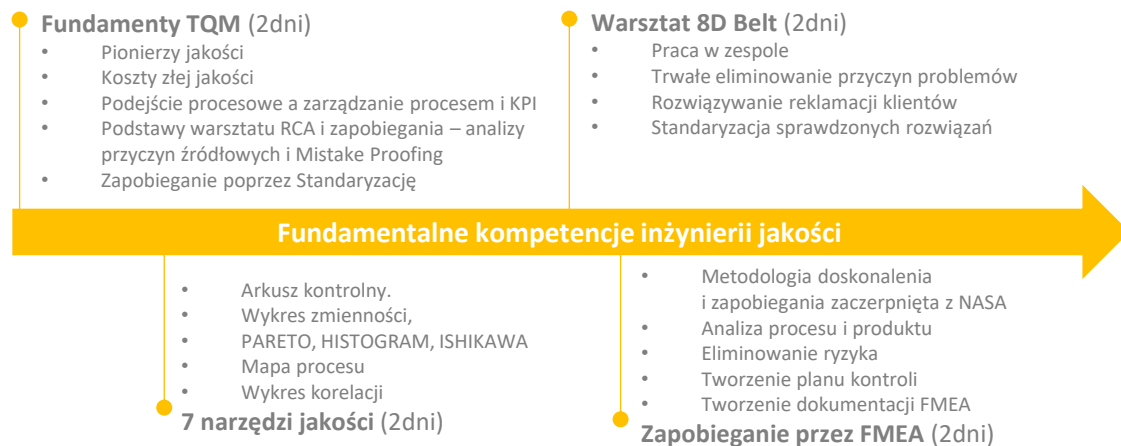 Fundamenty TQM (2dni)
• Pionierzy jakości
• Koszty złej jakości
• Podejście procesowe a zarządzanie procesem i KPI
• Podstawy warsztatu RCA i zapobiegania – analizy
przyczyn źródłowych i Mistake Proofing
• Zapobieganie poprzez Standaryzację
Warsztat 8D Belt (2dni)
• Praca w zespole
• Trwałe eliminowanie przyczyn problemów
• Rozwiązywanie reklamacji klientów
• Standaryzacja sprawdzonych rozwiązań
Fundamentalne kompetencje inżynierii jakości
• Arkusz kontrolny.
• Wykres zmienności,
• PARETO, HISTOGRAM, ISHIKAWA
• Mapa procesu
• Wykres korelacji
7 narzędzi jakości (2dni)
• Metodologia doskonalenia
i zapobiegania zaczerpnięta z NASA
• Analiza procesu i produktu
• Eliminowanie ryzyka
• Tworzenie planu kontroli
• Tworzenie dokumentacji FMEA
Zapobieganie przez FMEA (2dni)